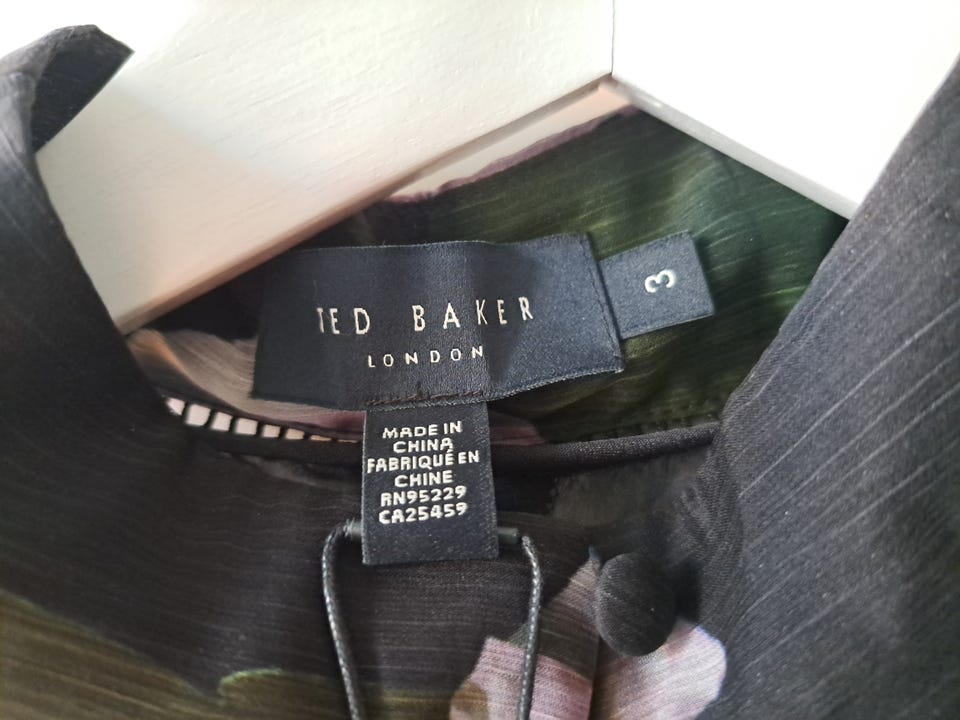 TED BAKER
LONDON
3
MADE IN
CHINA
FABRIQUÉ EN
CHINE
RN95229
CA25459